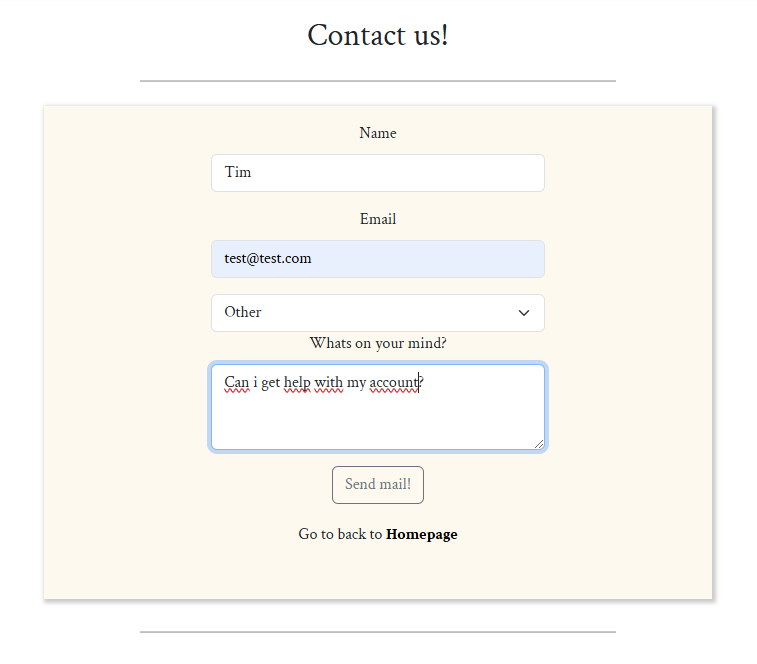 Contact us!
Name
Tim
Email
test@test.com
Other
Whats on your mind?
Can i get help with my account?
Send mail!
Go to back to Homepage